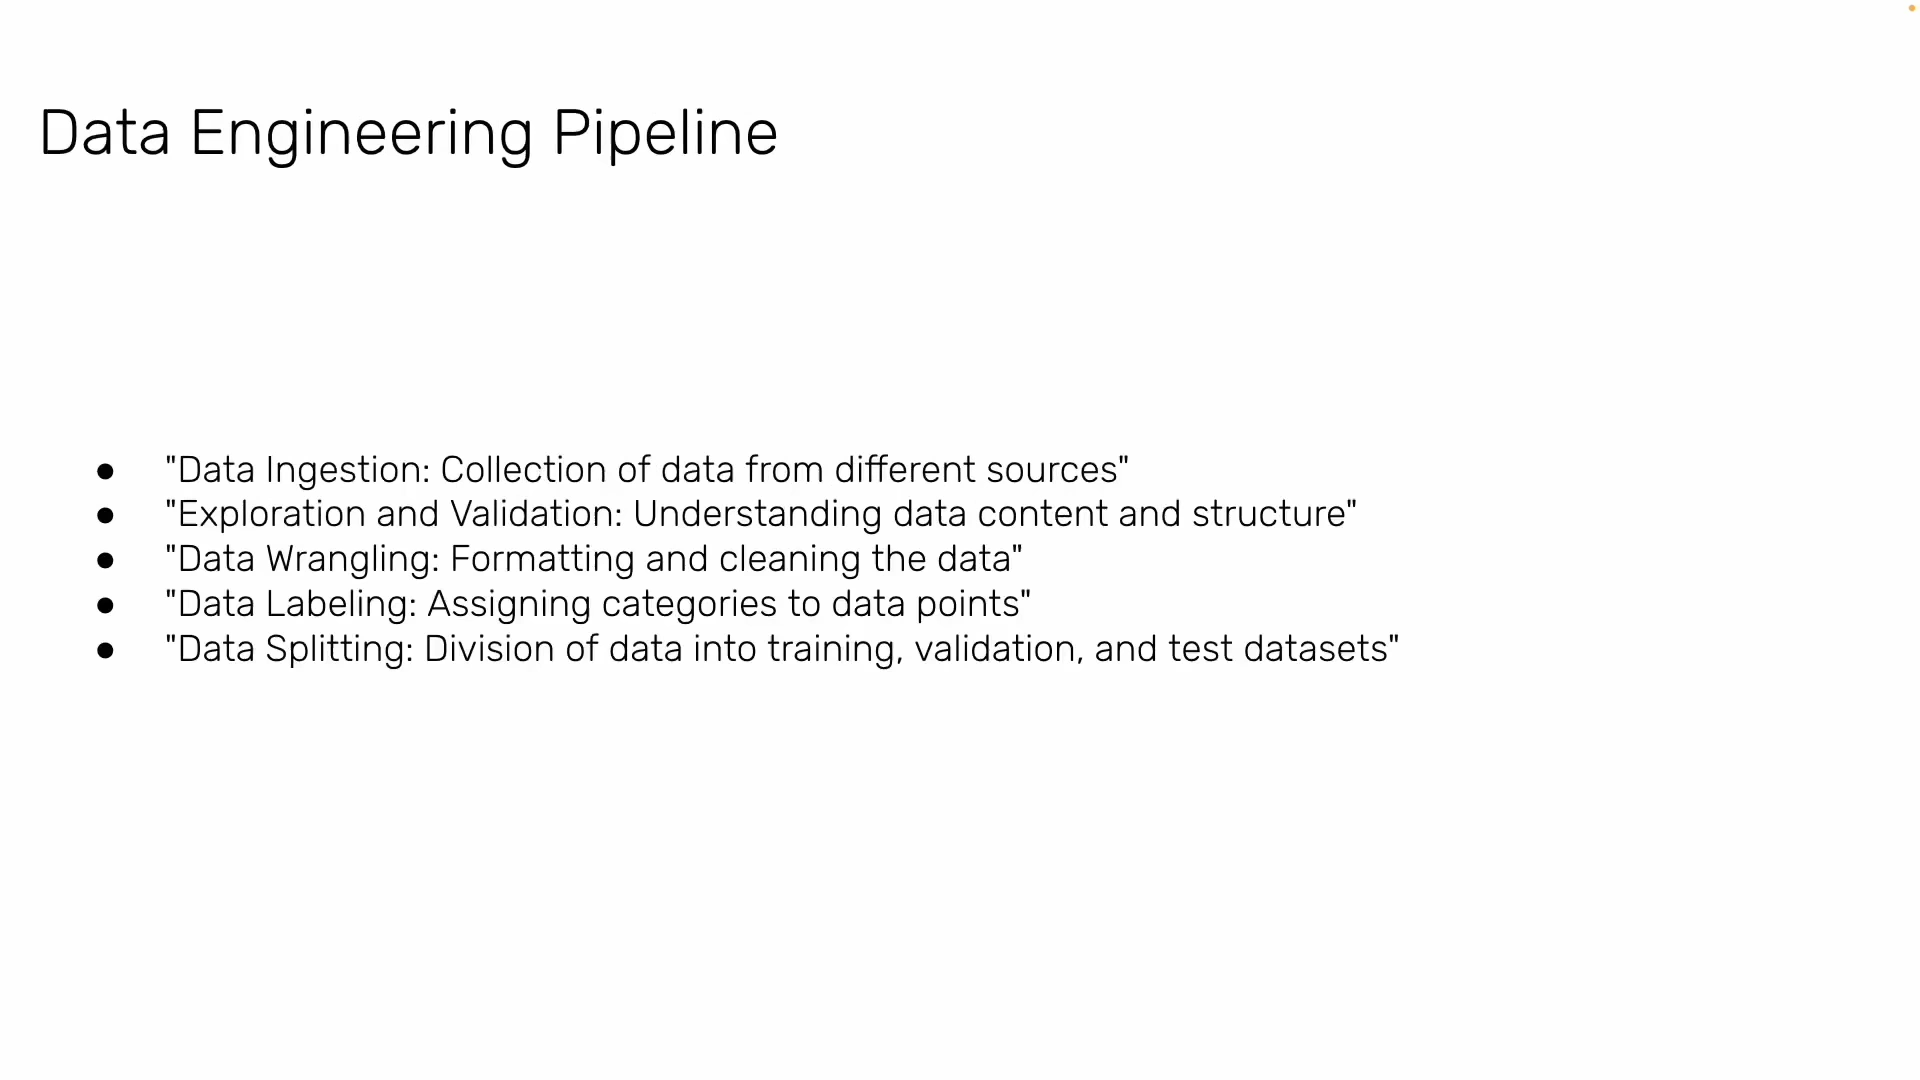 Data Engineering Pipeline
● "Data Ingestion: Collection of data from different sources"
● "Exploration and Validation: Understanding data content and structure"
● "Data Wrangling: Formatting and cleaning the data"
● "Data Labeling: Assigning categories to data points"
● "Data Splitting: Division of data into training, validation, and test datasets"